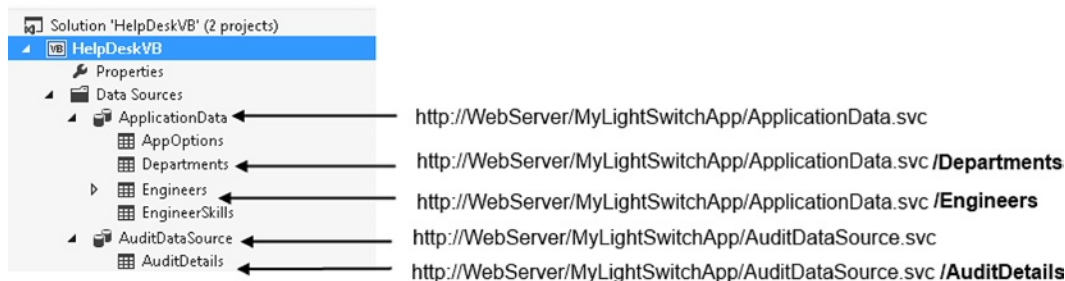 Solution 'HelpDeskVB' (2 projects)
VB HelpDeskVB
Properties
Data Sources
ApplicationData http://WebServer/MyLightSwitchApp/ApplicationData.svc
AppOptions
Departments http://WebServer/MyLightSwitchApp/ApplicationData.svc /Departments
Engineers http://WebServer/MyLightSwitchApp/ApplicationData.svc /Engineers
EngineerSkills
AuditDataSource http://WebServer/MyLightSwitchApp/AuditDataSource.svc
AuditDetails http://WebServer/MyLightSwitchApp/AuditDataSource.svc /AuditDetails